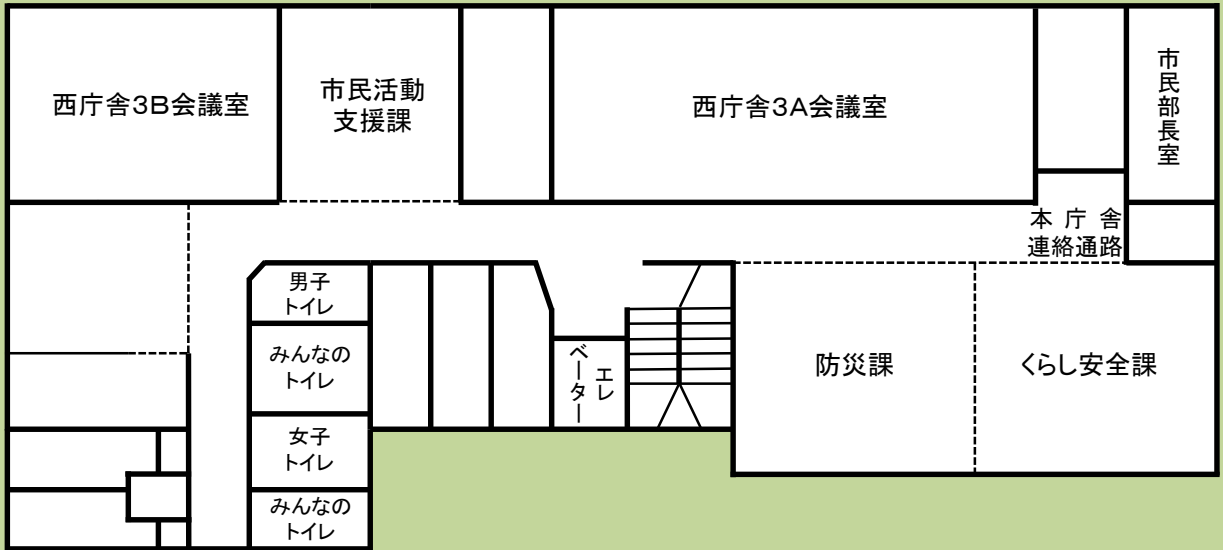 西庁舎3B会議室
市民活動
支援課
西庁舎3A会議室
市民部長室
本庁舎
連絡通路
男子
トイレ
みんなの
トイレ
女子
トイレ
みんなの
トイレ
エレ
ベーター
防災課
くらし安全課